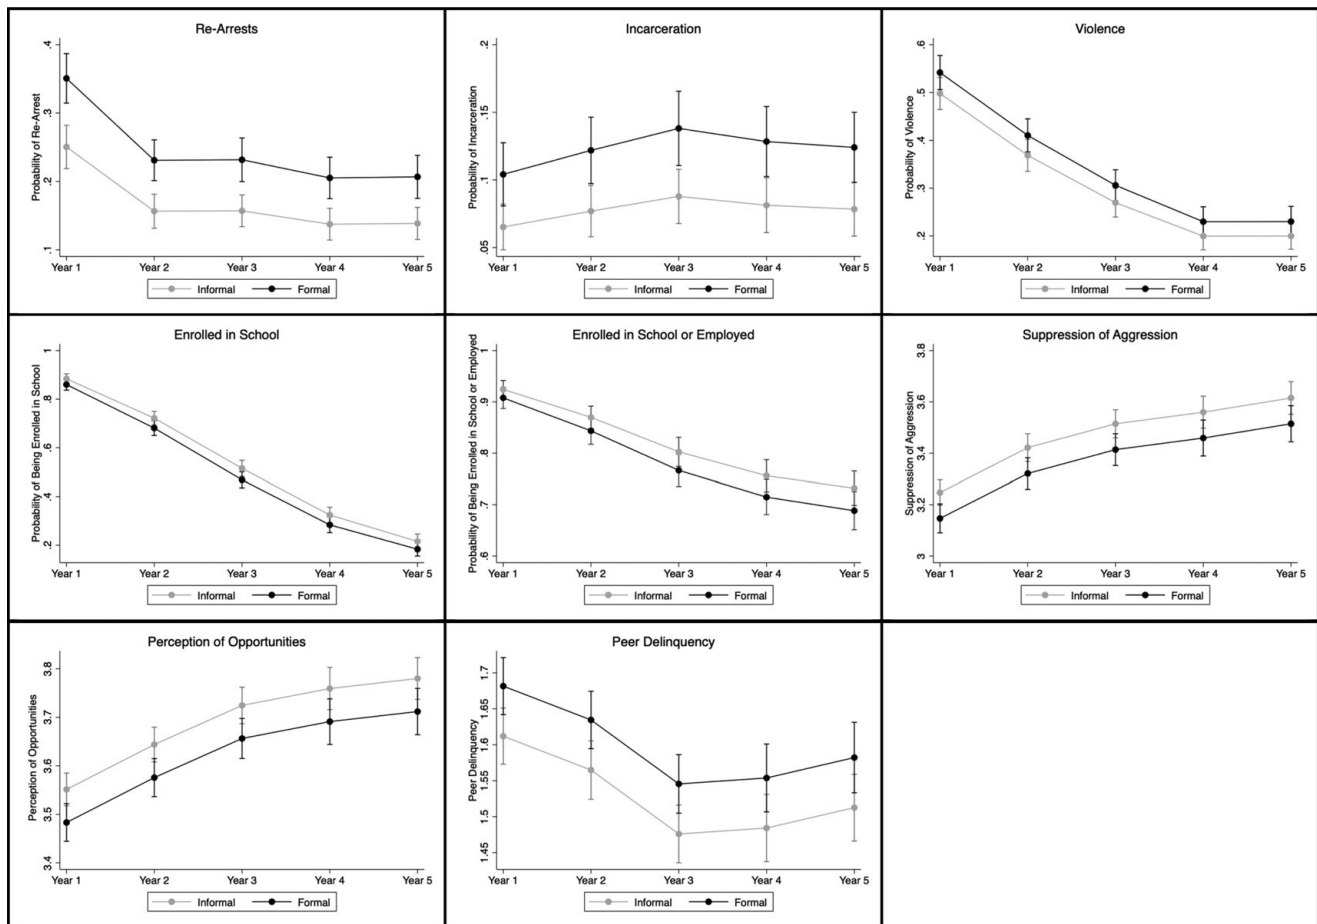 Re-Arrests
Probability of Re-Arrest
.4
.3
.2
.1
Year 1 Year 2 Year 3 Year 4 Year 5
Informal Formal
Incarceration
Probability of Incarceration
.2
.15
.1
.05
Year 1 Year 2 Year 3 Year 4 Year 5
Informal Formal
Violence
Probability of Violence
.6
.5
.4
.3
.2
Year 1 Year 2 Year 3 Year 4 Year 5
Informal Formal
Enrolled in School
Probability of Being Enrolled in School
1
.8
.6
.4
.2
Year 1 Year 2 Year 3 Year 4 Year 5
Informal Formal
Enrolled in School or Employed
Probability of Being Enrolled in School or Employed
1
.9
.8
.7
.6
Year 1 Year 2 Year 3 Year 4 Year 5
Informal Formal
Suppression of Aggression
Suppression of Aggression
3.8
3.6
3.4
3.2
3
Year 1 Year 2 Year 3 Year 4 Year 5
Informal Formal
Perception of Opportunities
Perception of Opportunities
3.8
3.7
3.6
3.5
3.4
Year 1 Year 2 Year 3 Year 4 Year 5
Informal Formal
Peer Delinquency
Peer Delinquency
1.7
1.65
1.6
1.55
1.5
1.45
Year 1 Year 2 Year 3 Year 4 Year 5
Informal Formal